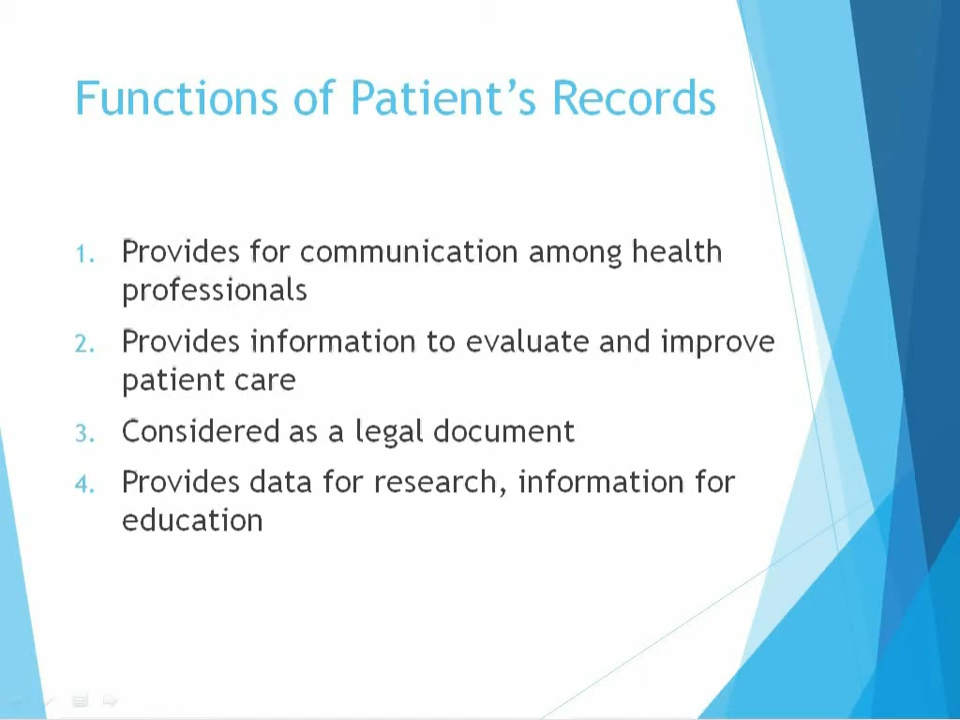 Functions of Patient’s Records
1. Provides for communication among health
professionals
2. Provides information to evaluate and improve
patient care
3. Considered as a legal document
4. Provides data for research, information for
education